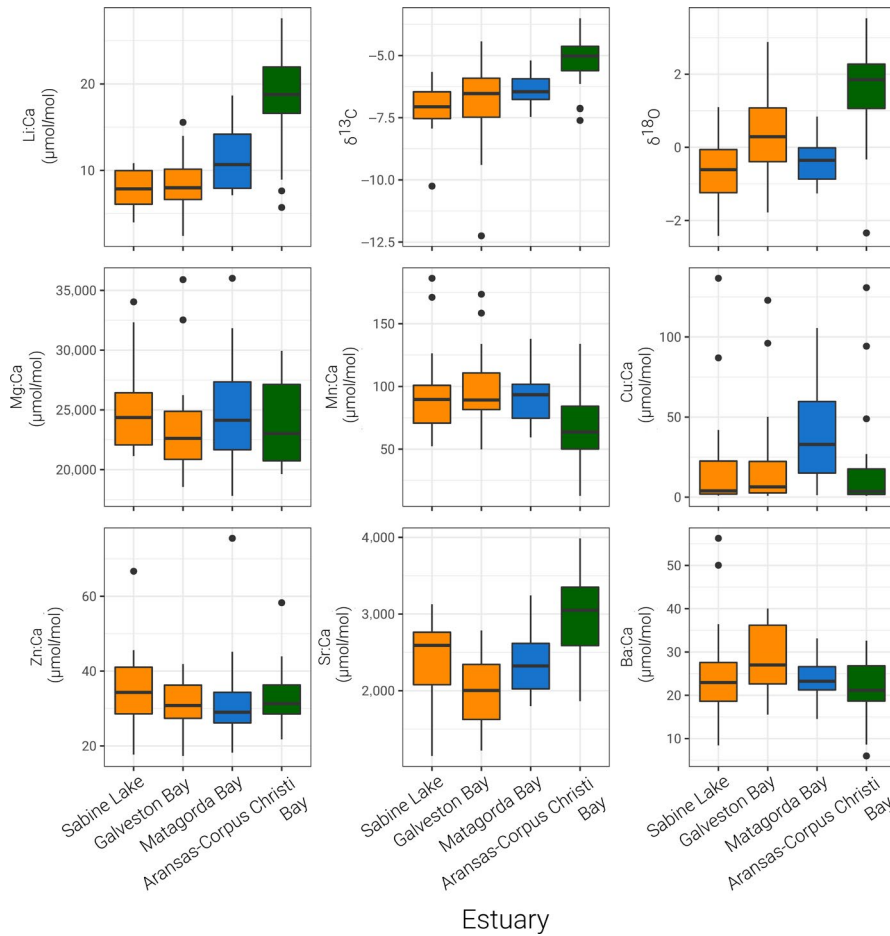 Li:Ca
(µmol/mol)
20
10
δ13C
−5.0
−7.5
−10.0
−12.5
δ18O
2
0
−2
Mg:Ca
(µmol/mol)
35,000
30,000
25,000
20,000
Mn:Ca
(µmol/mol)
150
100
50
Cu:Ca
(µmol/mol)
100
50
0
Zn:Ca
(µmol/mol)
60
40
20
Sr:Ca
(µmol/mol)
4,000
3,000
2,000
Ba:Ca
(µmol/mol)
50
40
30
20
10
Sabine Lake
Galveston Bay
Matagorda Bay
Aransas-Corpus Christi
Bay
Sabine Lake
Galveston Bay
Matagorda Bay
Aransas-Corpus Christi
Bay
Sabine Lake
Galveston Bay
Matagorda Bay
Aransas-Corpus Christi
Bay
Estuary